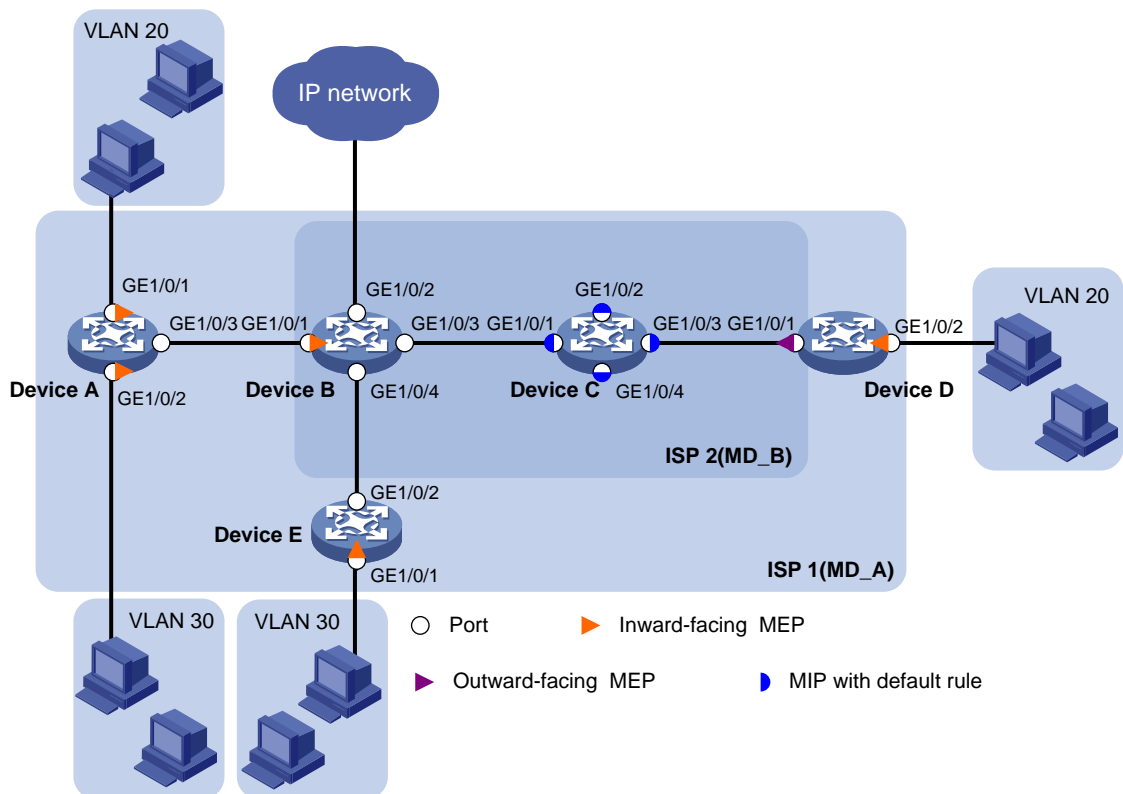 VLAN 20
IP network
GE1/0/1
GE1/0/2
GE1/0/2
VLAN 20
GE1/0/3
GE1/0/1
GE1/0/3
GE1/0/1
GE1/0/3
GE1/0/1
GE1/0/2
Device A
GE1/0/2
Device B
GE1/0/4
Device C
GE1/0/4
Device D
ISP 2(MD_B)
GE1/0/2
Device E
GE1/0/1
ISP 1(MD_A)
VLAN 30
VLAN 30
Port
Inward-facing MEP
Outward-facing MEP
MIP with default rule